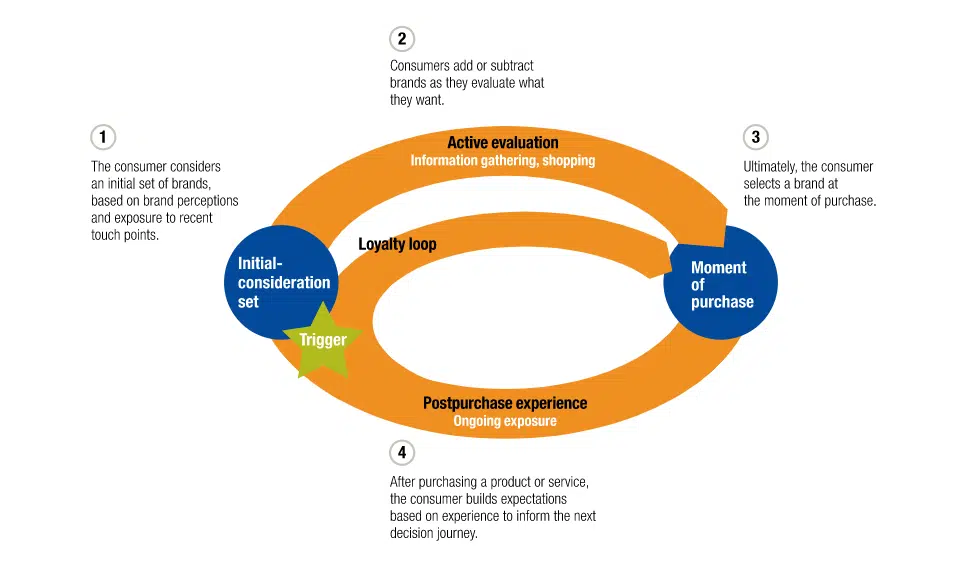 2
Consumers add or subtract
brands as they evaluate what
they want.
1
The consumer considers
an initial set of brands,
based on brand perceptions
and exposure to recent
touch points.
Active evaluation
Information gathering, shopping
3
Ultimately, the consumer
selects a brand at
the moment of purchase.
Loyalty loop
Initial-
consideration
set
Trigger
Moment
of
purchase
Postpurchase experience
Ongoing exposure
4
After purchasing a product or service,
the consumer builds expectations
based on experience to inform the next
decision journey.